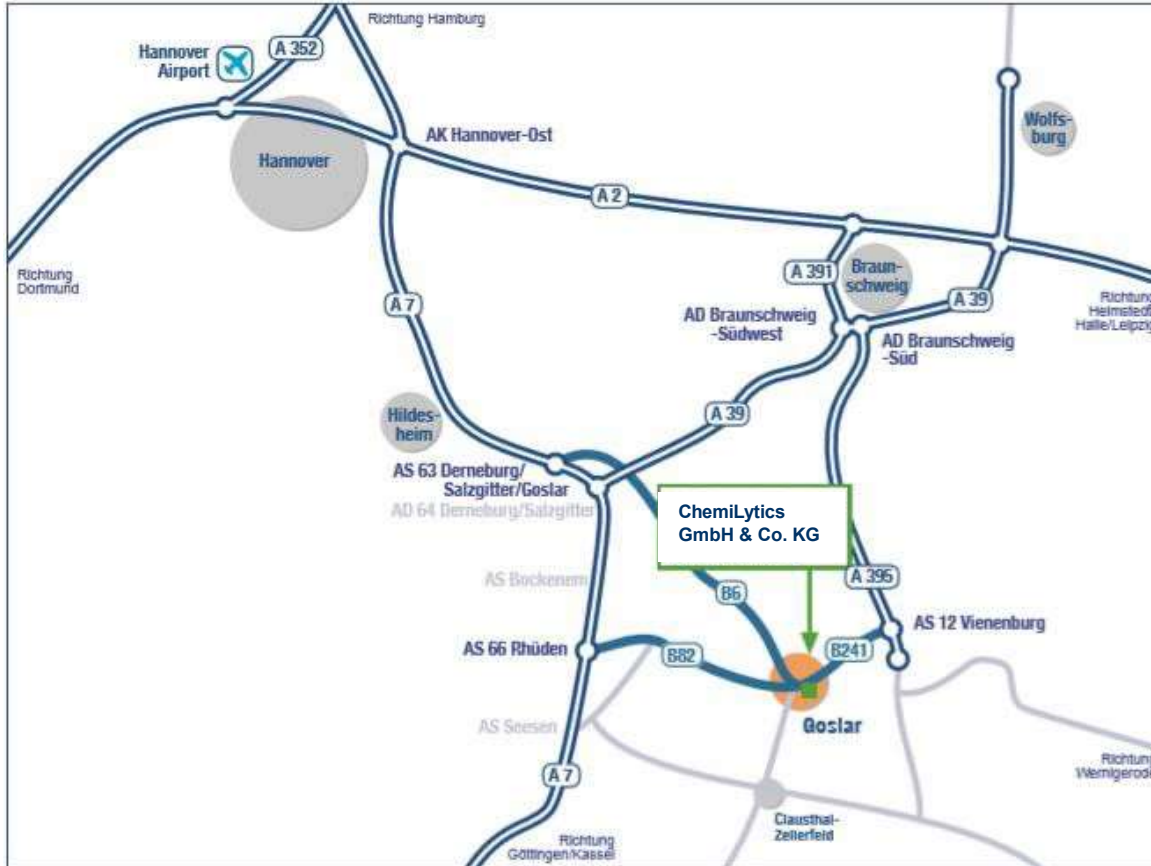 Richtung Hamburg
Hannover
Airport
A 352
AK Hannover-Ost
Wolfs-
burg
Hannover
A 2
Richtung
Dortmund
A 391
Braun-
schweig
A 39
Richtung
Helmstedt
Halle/Leipzig
A 7
AD Braunschweig
-Südwest
AD Braunschweig
-Süd
Hildes-
heim
A 39
AS 63 Derneburg/
Salzgitter/Goslar
AD 64 Derneburg/Salzgitter
ChemiLytics
GmbH & Co. KG
AS Bockenem
B6
A 395
AS 12 Vienenburg
AS 66 Rhüden
B82
B241
AS Seesen
Goslar
A 7
Richtung
Wernigerode
Clausthal-
Zellerfeld
Richtung
Göttingen/Kassel